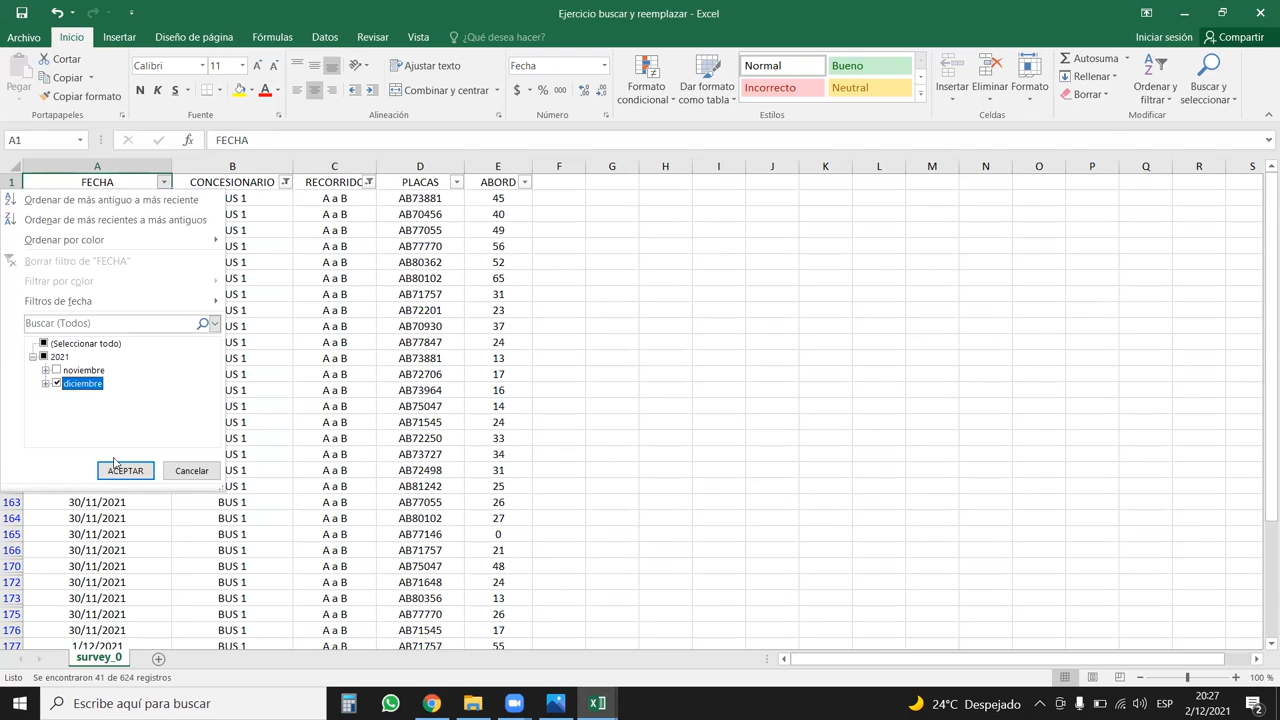 Ejercicio buscar y reemplazar - Excel
Archivo Inicio Insertar Diseño de página Fórmulas Datos Revisar Vista ¿Qué desea hacer? Iniciar sesión Compartir
Pegar
Cortar
Copiar
Copiar formato
Portapapeles
Calibri 11
N K S
Fuente
Ajustar texto
Combinar y centrar
Alineación
Fecha
$ % 000
Número
Formato condicional
Dar formato como tabla
Normal Bueno
Incorrecto Neutral
Estilos
Insertar Eliminar Formato
Celdas
Autosuma
Rellenar
Borrar
Ordenar y filtrar
Buscar y seleccionar
Modificar
A1 fx FECHA
A B C D E F G H I J K L M N O P Q R S
1 FECHA CONCESIONARIO RECORRIDO PLACAS ABORD
Ordenar de más antiguo a más reciente
Ordenar de más recientes a más antiguos
Ordenar por color
Borrar filtro de "FECHA"
Filtrar por color
Filtros de fecha
Buscar (Todos)
(Seleccionar todo)
2021
noviembre
diciembre
ACEPTAR Cancelar
US 1 A a B AB73881 45
US 1 A a B AB70456 40
US 1 A a B AB77055 49
US 1 A a B AB77770 56
US 1 A a B AB80362 52
US 1 A a B AB80102 65
US 1 A a B AB71757 31
US 1 A a B AB72201 23
US 1 A a B AB70930 37
US 1 A a B AB77847 24
US 1 A a B AB73881 13
US 1 A a B AB72706 17
US 1 A a B AB73964 16
US 1 A a B AB75047 14
US 1 A a B AB71545 24
US 1 A a B AB72250 33
US 1 A a B AB73727 34
US 1 A a B AB72498 31
US 1 A a B AB81242 25
163 30/11/2021 BUS 1 A a B AB77055 26
164 30/11/2021 BUS 1 A a B AB80102 27
165 30/11/2021 BUS 1 A a B AB77146 0
166 30/11/2021 BUS 1 A a B AB71757 21
170 30/11/2021 BUS 1 A a B AB75047 48
172 30/11/2021 BUS 1 A a B AB71648 24
173 30/11/2021 BUS 1 A a B AB80356 13
175 30/11/2021 BUS 1 A a B AB77770 26
176 30/11/2021 BUS 1 A a B AB71545 17
177 1/12/2021 BUS 1 A a B AB71757 55
survey_0
Listo Se encontraron 41 de 624 registros 100 %
Escribe aquí para buscar
24°C Despejado
ESP
20:27
2/12/2021
2